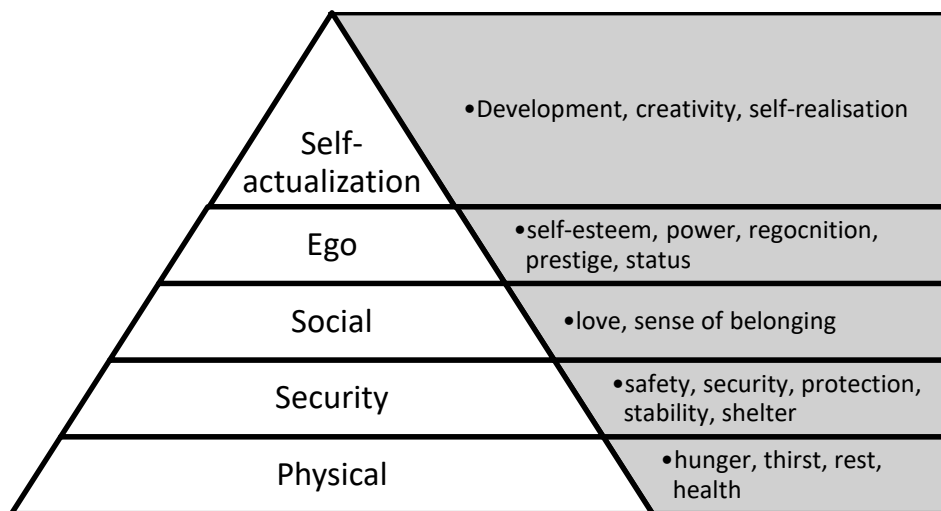 Self-
actualization
•Development, creativity, self-realisation
Ego
•self-esteem, power, regocnition,
prestige, status
Social
•love, sense of belonging
Security
•safety, security, protection,
stability, shelter
Physical
•hunger, thirst, rest,
health